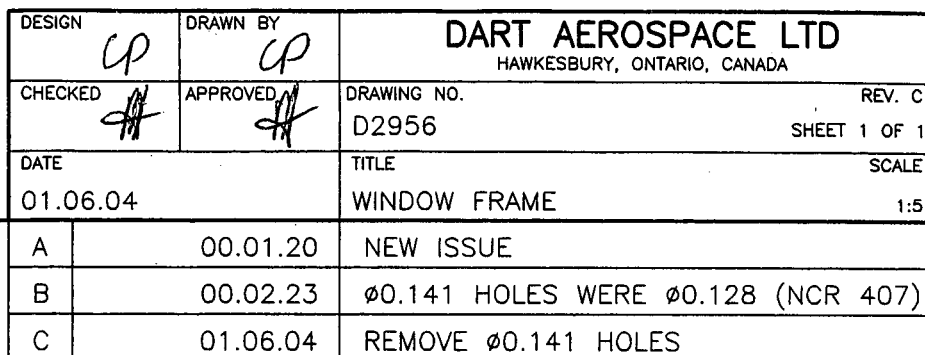 DESIGN
CP
DRAWN BY
CP
DART AEROSPACE LTD
HAWKESBURY, ONTARIO, CANADA
CHECKED
APPROVED
DRAWING NO.
D2956
REV. C
SHEET 1 OF 1
DATE
01.06.04
TITLE
WINDOW FRAME
SCALE
1:5
A 00.01.20 NEW ISSUE
B 00.02.23 ø0.141 HOLES WERE ø0.128 (NCR 407)
C 01.06.04 REMOVE ø0.141 HOLES